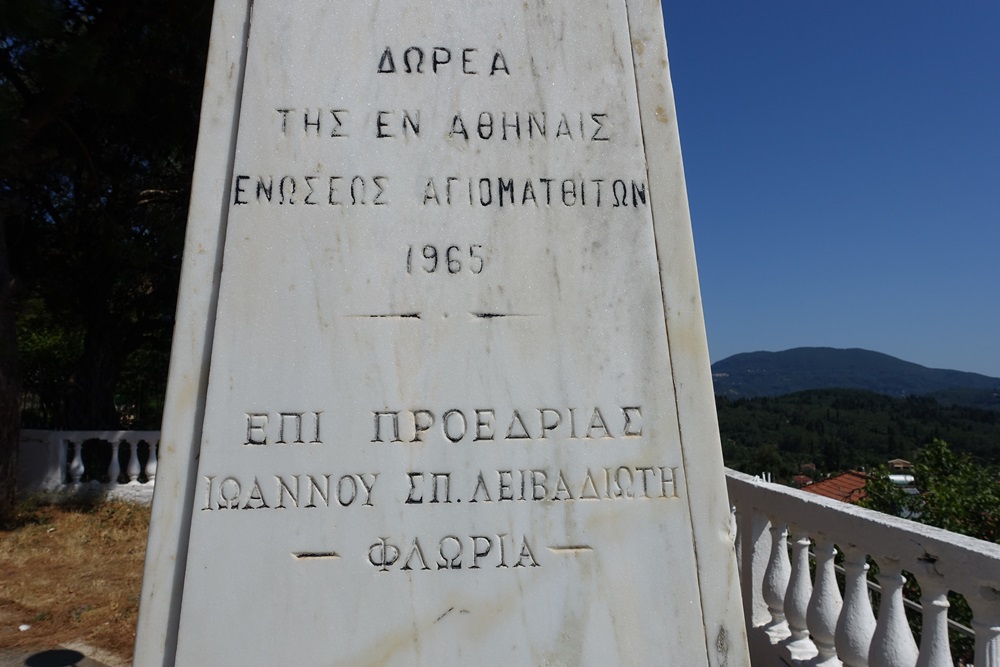 ΔΩΡΕΑ
ΤΗΣ ΕΝ ΑΘΗΝΑΙΣ
ΕΝΩΣΕΩΣ ΑΓΙΟΜΑΤΘΙΤΩΝ
1965
ΕΠΙ ΠΡΟΕΔΡΙΑΣ
ΙΩΑΝΝΟΥ ΣΠ. ΛΕΙΒΑΔΙΩΤΗ
— ΦΛΩΡΙΑ —